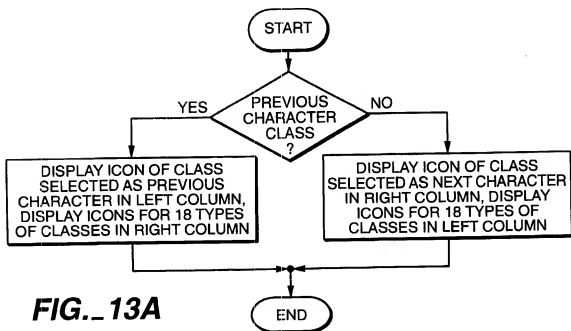 START
YES
PREVIOUS
CHARACTER
CLASS
?
NO
DISPLAY ICON OF CLASS
SELECTED AS PREVIOUS
CHARACTER IN LEFT COLUMN,
DISPLAY ICONS FOR 18 TYPES
OF CLASSES IN RIGHT COLUMN
DISPLAY ICON OF CLASS
SELECTED AS NEXT CHARACTER
IN RIGHT COLUMN, DISPLAY
ICONS FOR 18 TYPES OF
CLASSES IN LEFT COLUMN
FIG._13A
END